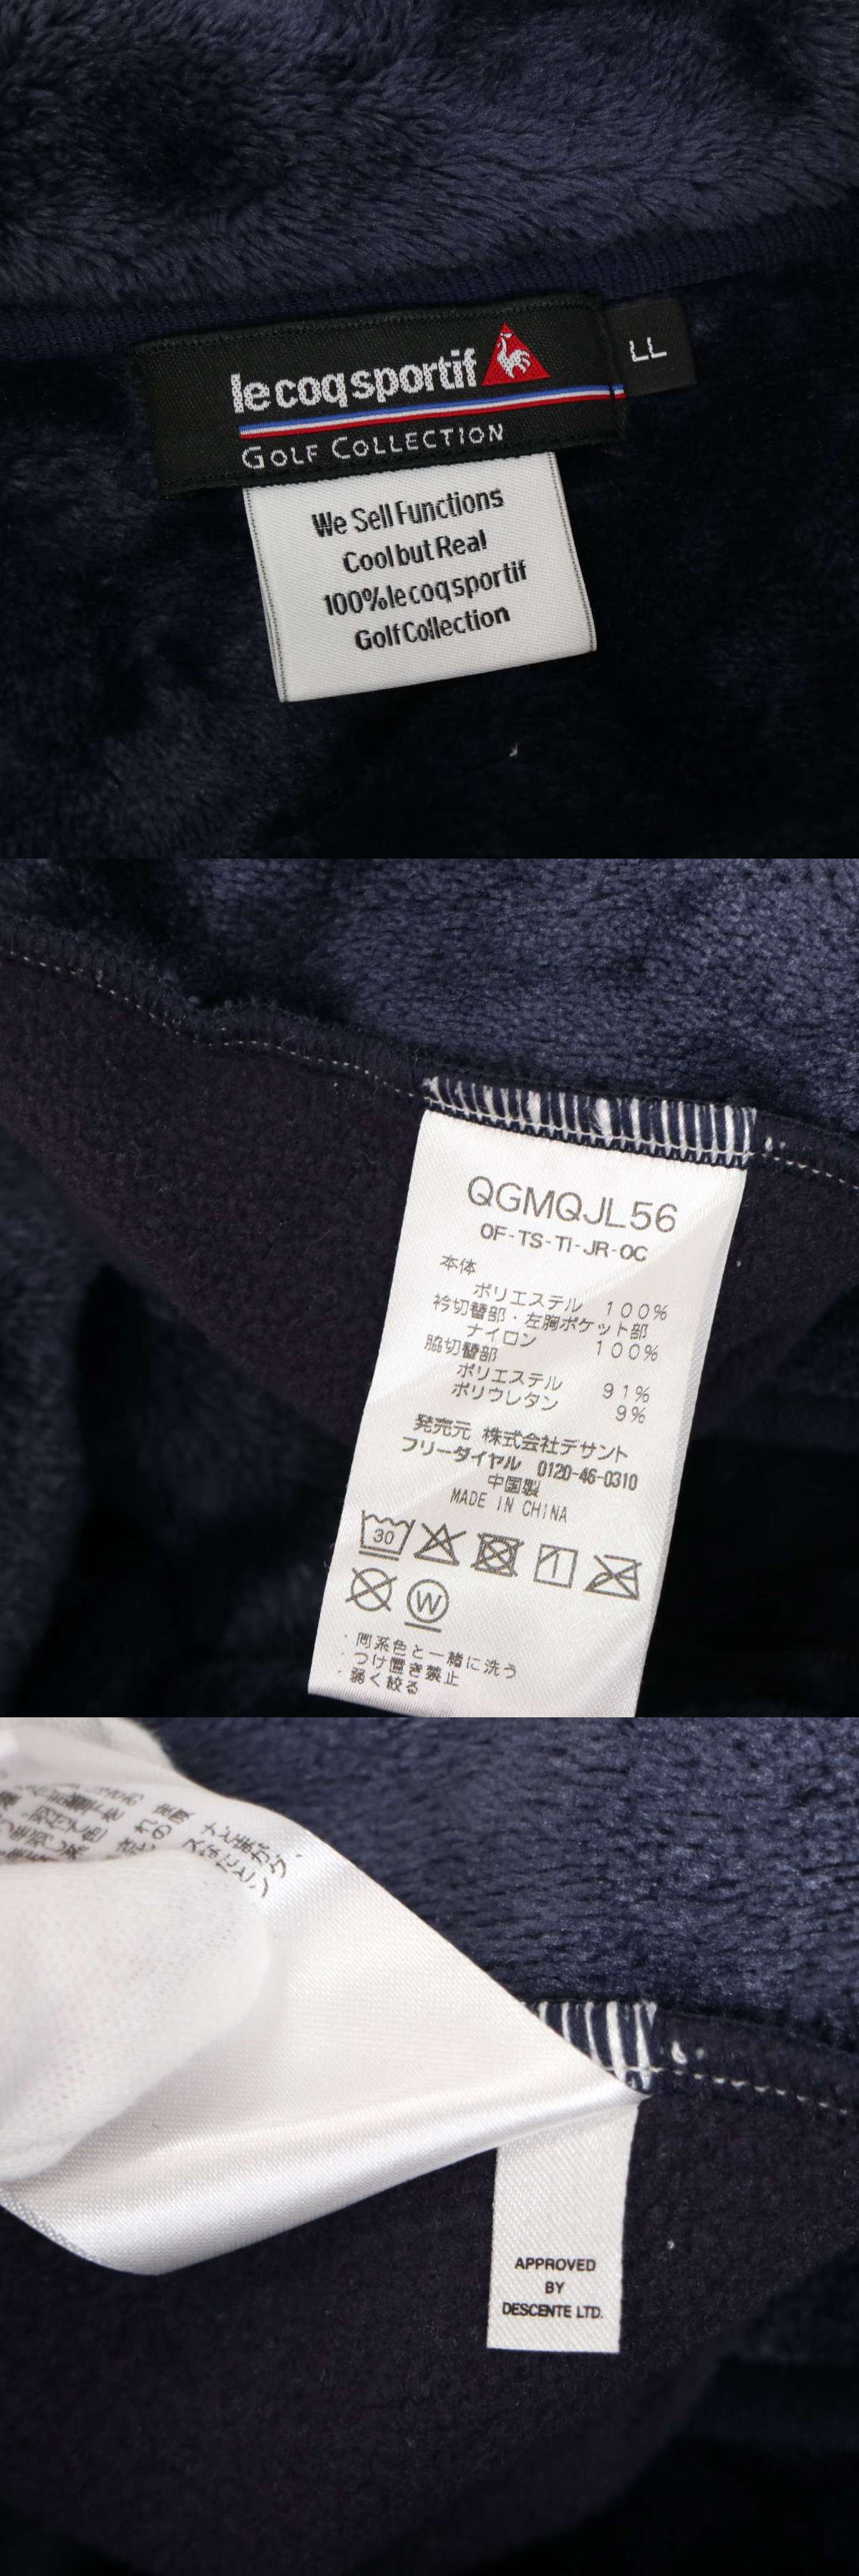 le coq sportif
LL
GOLF COLLECTION
We Sell Functions
Cool but Real
100% le coq sportif
Golf Collection
QGMQJL56
OF-TS-TI-JR-OC
本体
ポリエステル 100%
衿切替部・左胸ポケット部
ナイロン 100%
脇切替部
ポリエステル 91%
ポリウレタン 9%
発売元 株式会社デサント
フリーダイヤル 0120-46-0310
中国製
MADE IN CHINA
30
W
・同系色と一緒に洗う
・つけ置き禁止
・弱く絞る
APPROVED
BY
DESCENTE LTD.